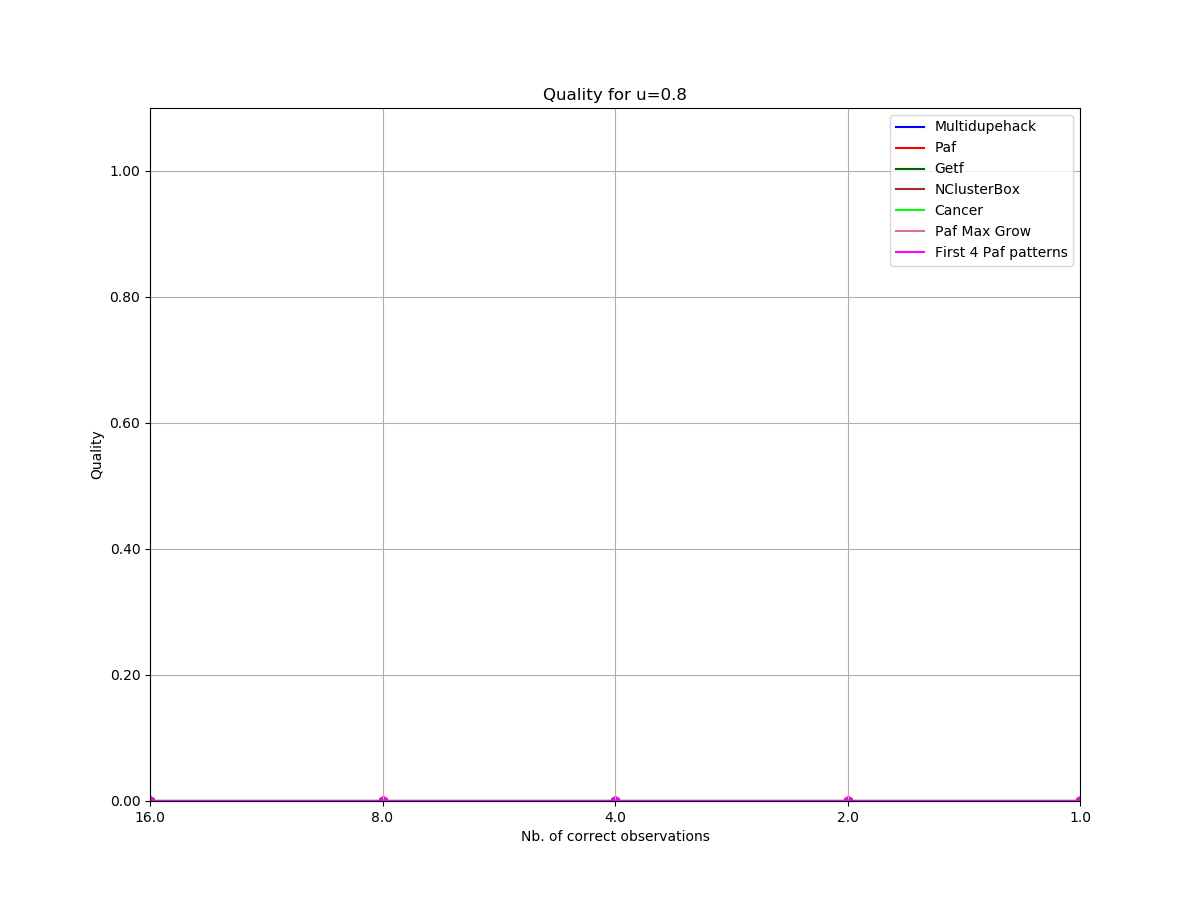 Quality for u=0.8
Multidupehack
Paf
Getf
NClusterBox
Cancer
Paf Max Grow
First 4 Paf patterns
1.00
0.80
0.60
0.40
0.20
0.00
Quality
16.0 8.0 4.0 2.0 1.0
Nb. of correct observations